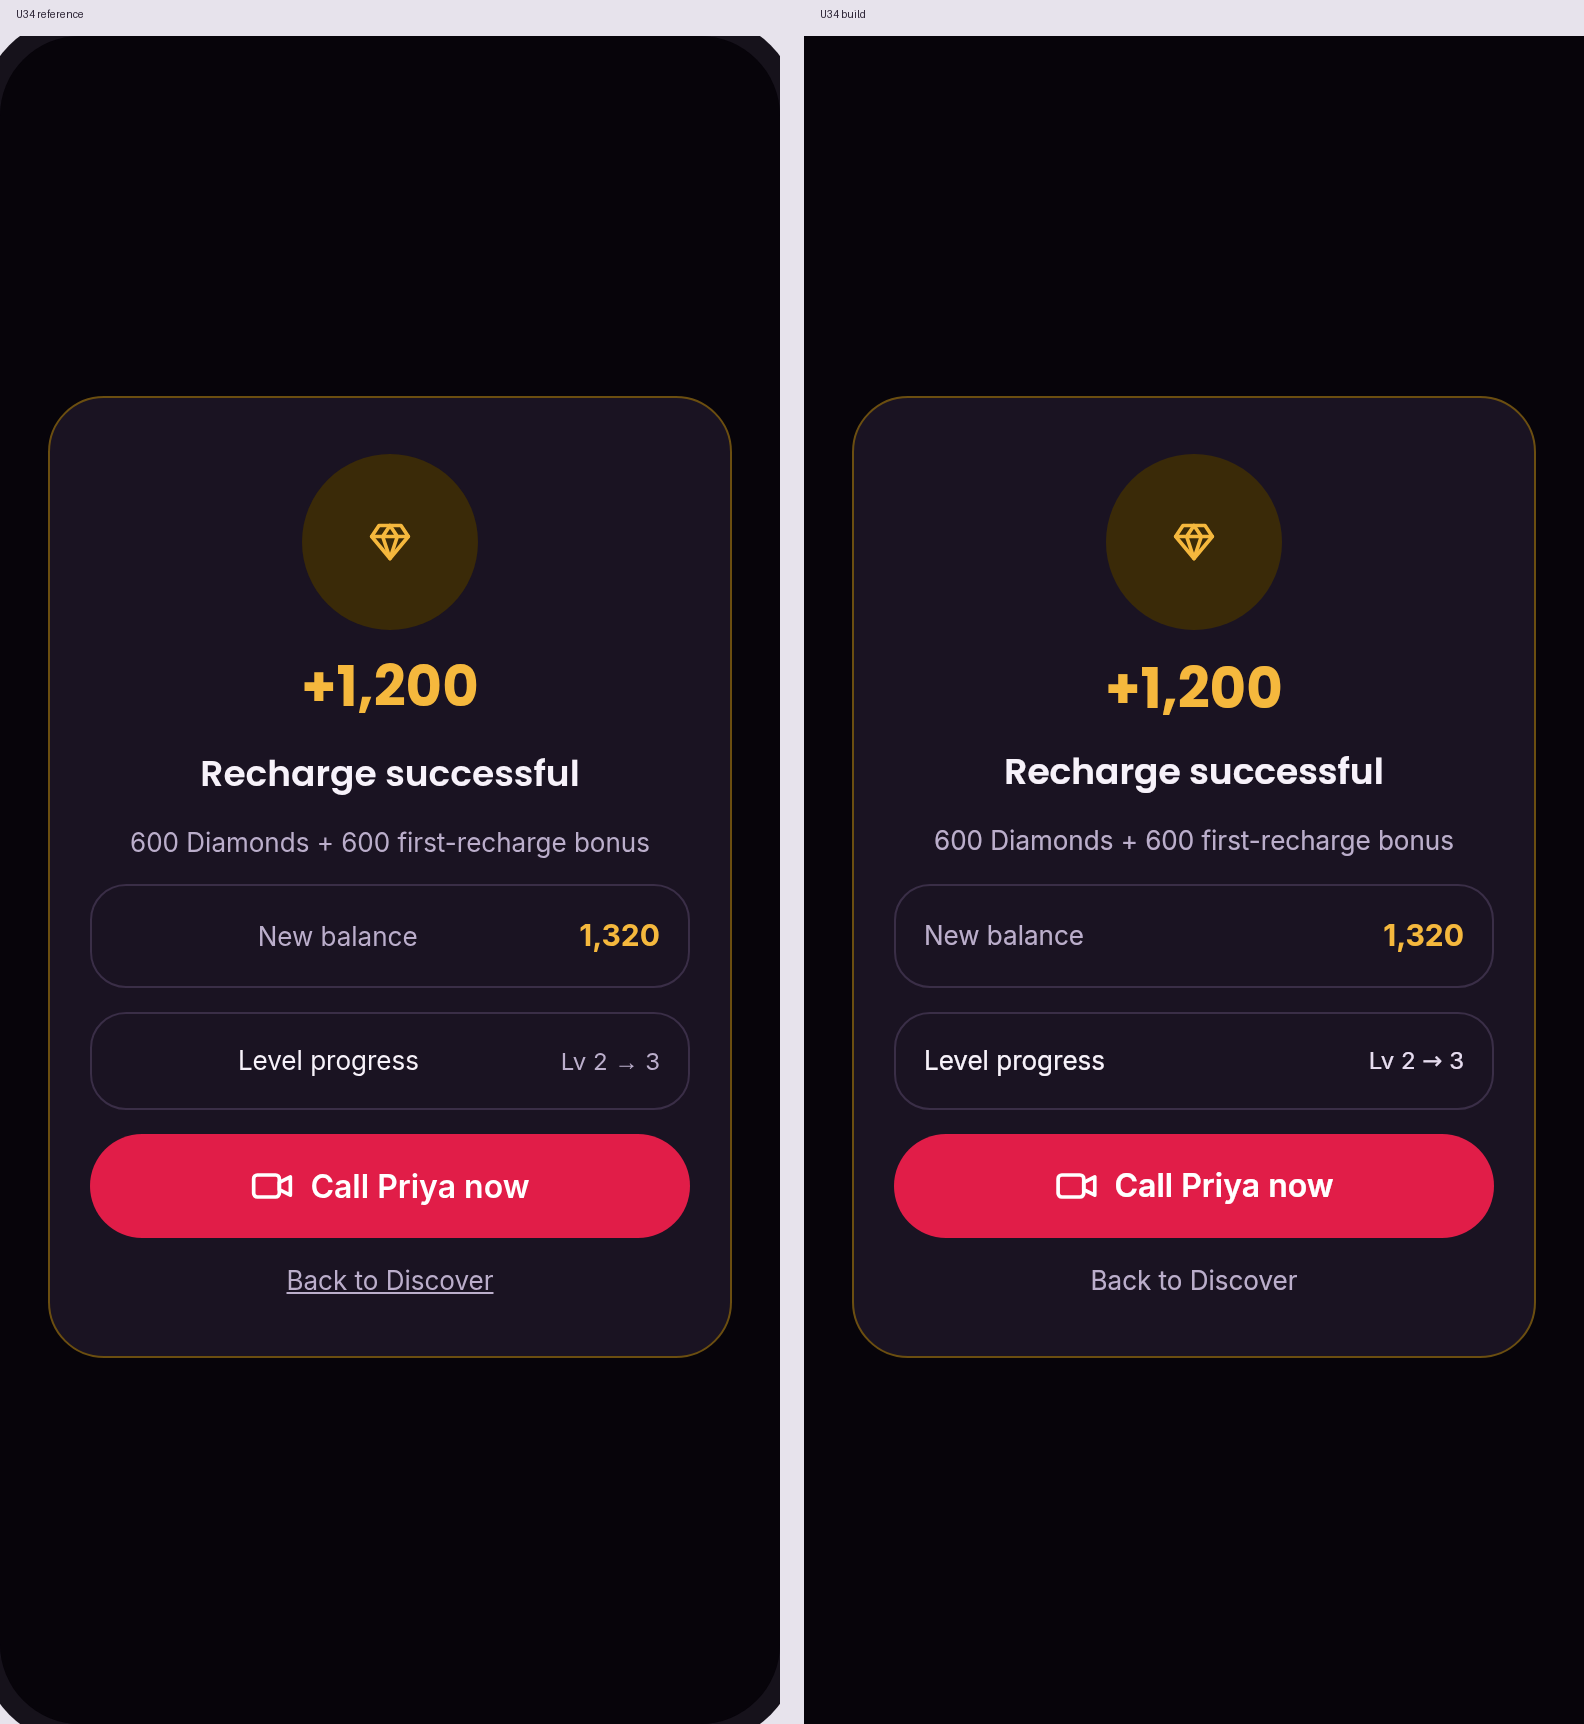 U34 reference
+1,200
Recharge successful
600 Diamonds + 600 first-recharge bonus
New balance 1,320
Level progress Lv 2 → 3
Call Priya now
Back to Discover
U34 build
+1,200
Recharge successful
600 Diamonds + 600 first-recharge bonus
New balance 1,320
Level progress Lv 2 → 3
Call Priya now
Back to Discover